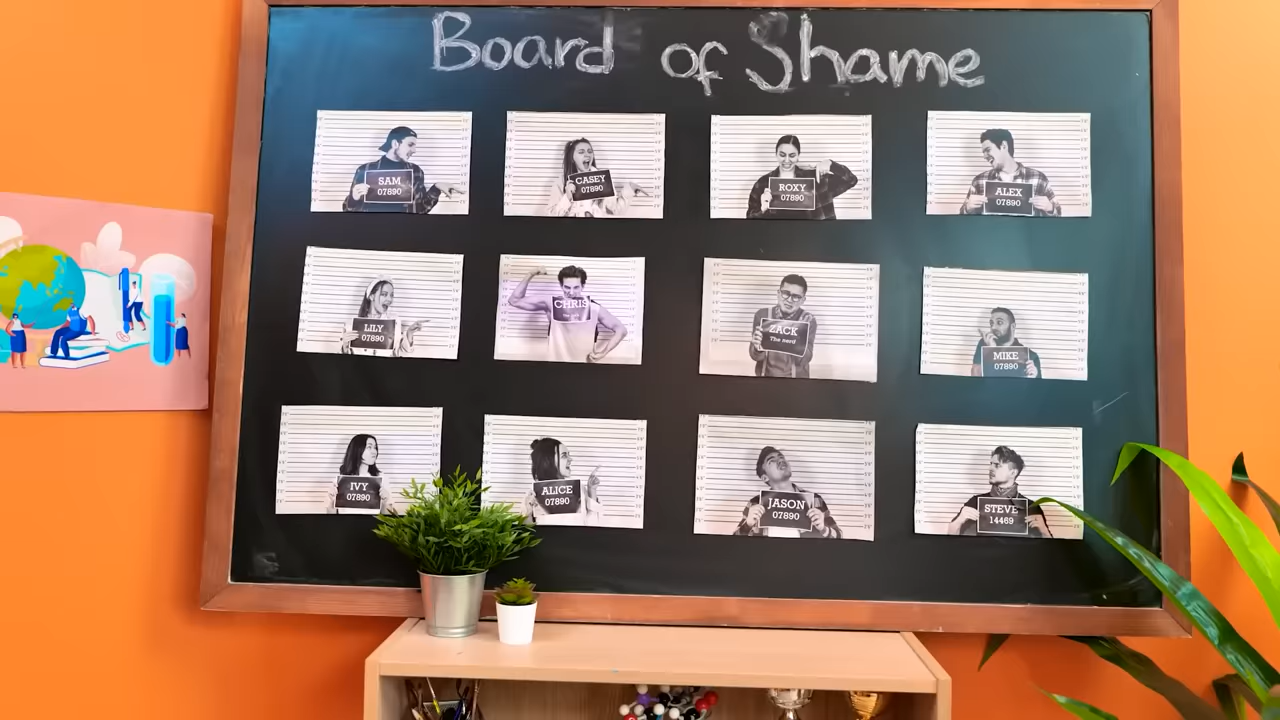 Board of Shame
SAM
07890
CASEY
07890
ROXY
07890
ALEX
07890
LILY
07890
CHRIS
ZACK
The nerd
MIKE
07890
IVY
07890
ALICE
07890
JASON
07890
STEVE
14469